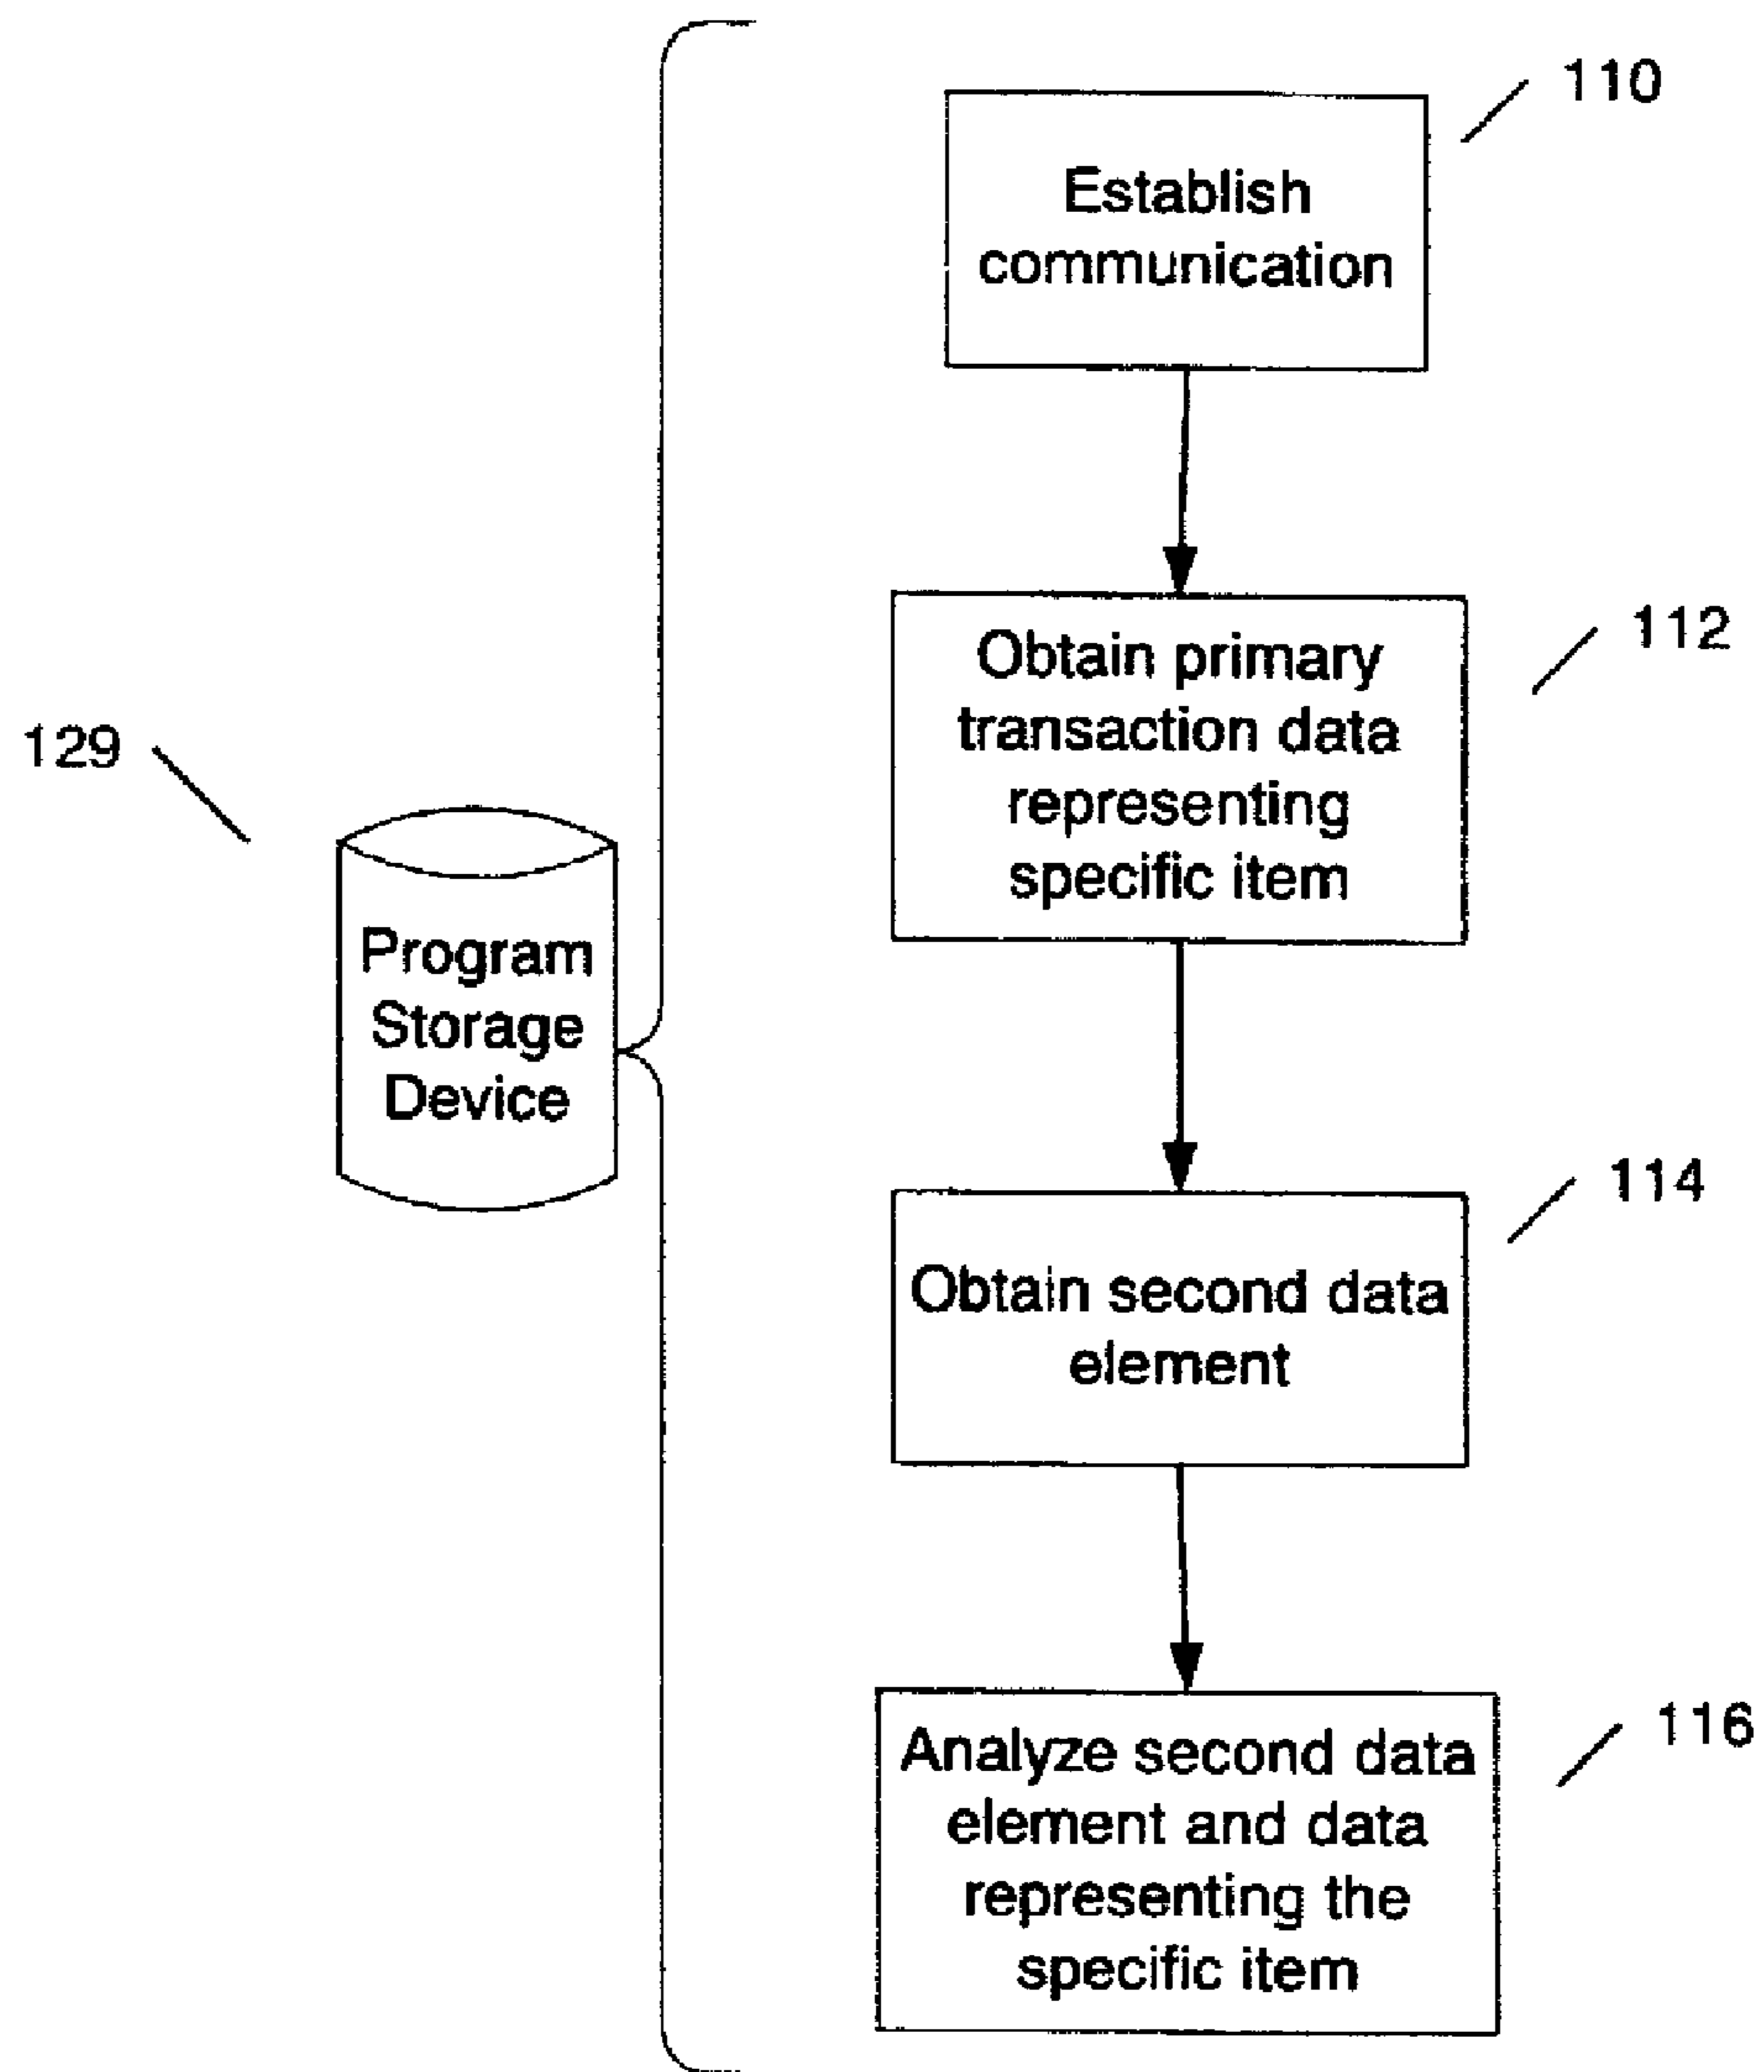 110
Establish
communication
112
Obtain primary
transaction data
representing
specific item
129
Program
Storage
Device
114
Obtain second data
element
116
Analyze second data
element and data
representing the
specific item